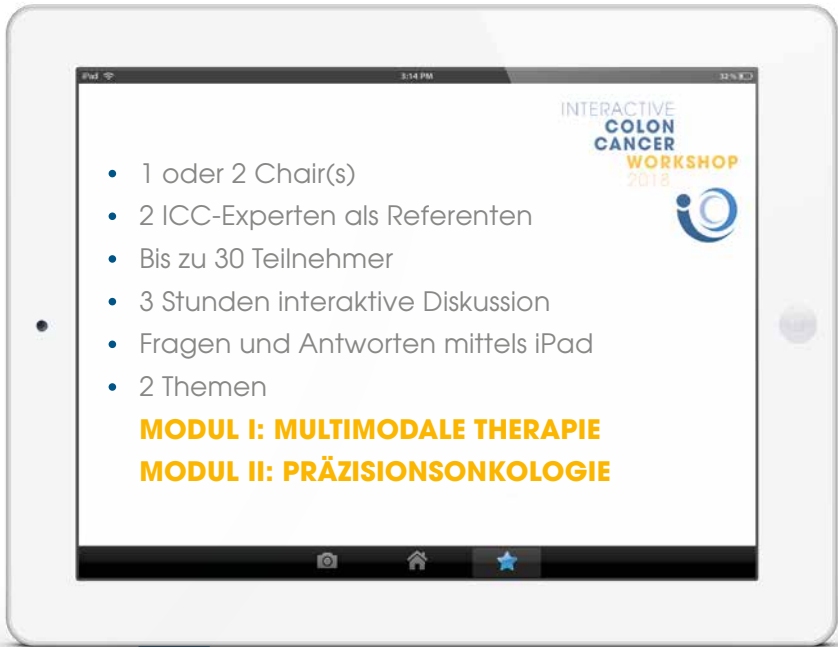 iPad
3:14 PM
32 %
INTERACTIVE
COLON
CANCER
WORKSHOP
2018
• 1 oder 2 Chair(s)
• 2 ICC-Experten als Referenten
• Bis zu 30 Teilnehmer
• 3 Stunden interaktive Diskussion
• Fragen und Antworten mittels iPad
• 2 Themen
MODUL I: MULTIMODALE THERAPIE
MODUL II: PRÄZISIONSONKOLOGIE